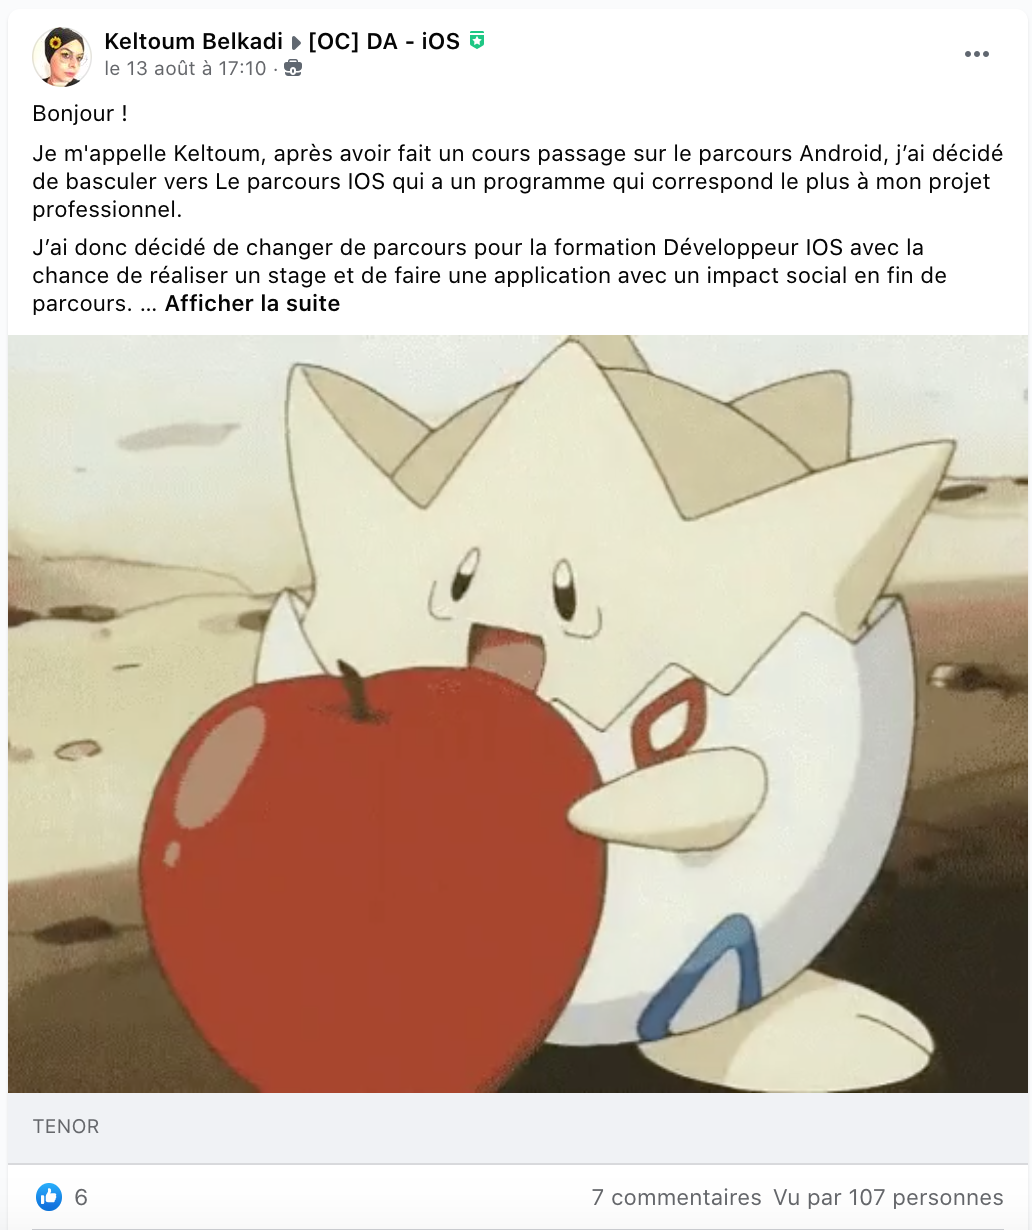 Keltoum Belkadi [OC] DA - iOS
le 13 août à 17:10 ·
Bonjour !
Je m'appelle Keltoum, après avoir fait un cours passage sur le parcours Android, j’ai décidé
de basculer vers Le parcours IOS qui a un programme qui correspond le plus à mon projet
professionnel.
J’ai donc décidé de changer de parcours pour la formation Développeur IOS avec la
chance de réaliser un stage et de faire une application avec un impact social en fin de
parcours. ... Afficher la suite
TENOR
6
7 commentaires Vu par 107 personnes